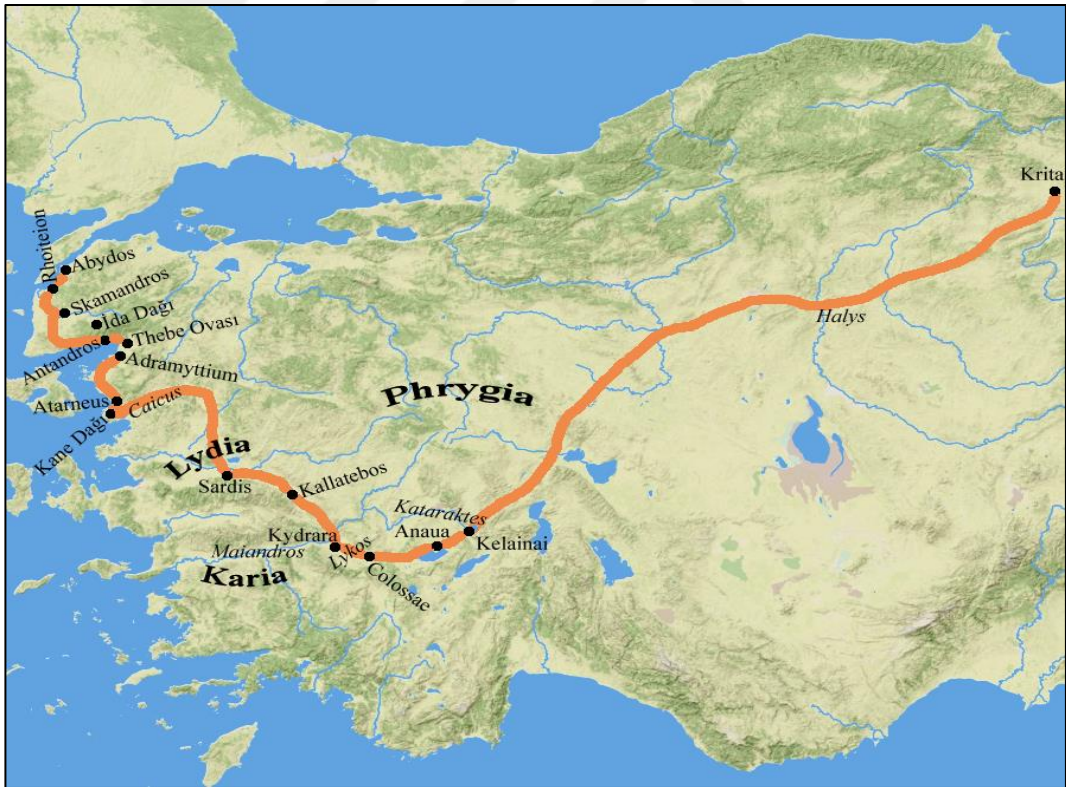 Krita
Rhoiteion
Abydos
Skamandros
İda Dağı
Thebe Ovası
Antandros
Adramyttium
Halys
Phrygia
Atarneus
Caicus
Kane Dağı
Lydia
Sardis
Kallatebos
Kataraktes
Kydrara
Anaua
Kelainai
Maiandros
Lykos
Colossae
Karia